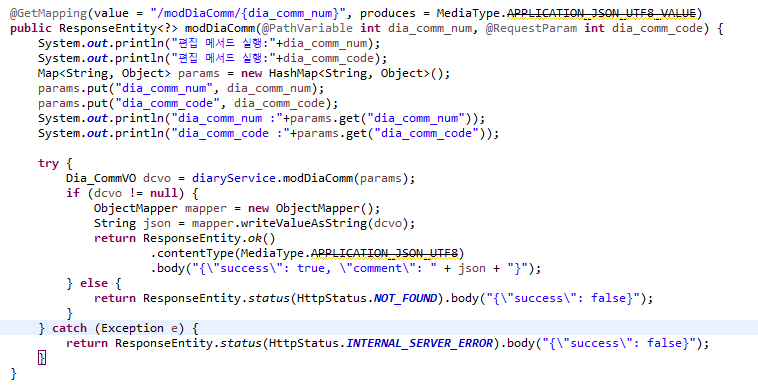 @GetMapping(value = "/modDiaComm/{dia_comm_num}", produces = MediaType.APPLICATION_JSON_UTF8_VALUE)
public ResponseEntity<?> modDiaComm(@PathVariable int dia_comm_num, @RequestParam int dia_comm_code) {
    System.out.println("편집 메서드 실행:"+dia_comm_num);
    System.out.println("편집 메서드 실행:"+dia_comm_code);
    Map<String, Object> params = new HashMap<String, Object>();
    params.put("dia_comm_num", dia_comm_num);
    params.put("dia_comm_code", dia_comm_code);
    System.out.println("dia_comm_num :"+params.get("dia_comm_num"));
    System.out.println("dia_comm_code :"+params.get("dia_comm_code"));

    try {
        Dia_CommVO dcvo = diaryService.modDiaComm(params);
        if (dcvo != null) {
            ObjectMapper mapper = new ObjectMapper();
            String json = mapper.writeValueAsString(dcvo);
            return ResponseEntity.ok()
                    .contentType(MediaType.APPLICATION_JSON_UTF8)
                    .body("{\"success\": true, \"comment\": " + json + "}");
        } else {
            return ResponseEntity.status(HttpStatus.NOT_FOUND).body("{\"success\": false}");
        }
    } catch (Exception e) {
        return ResponseEntity.status(HttpStatus.INTERNAL_SERVER_ERROR).body("{\"success\": false}");
    }
}